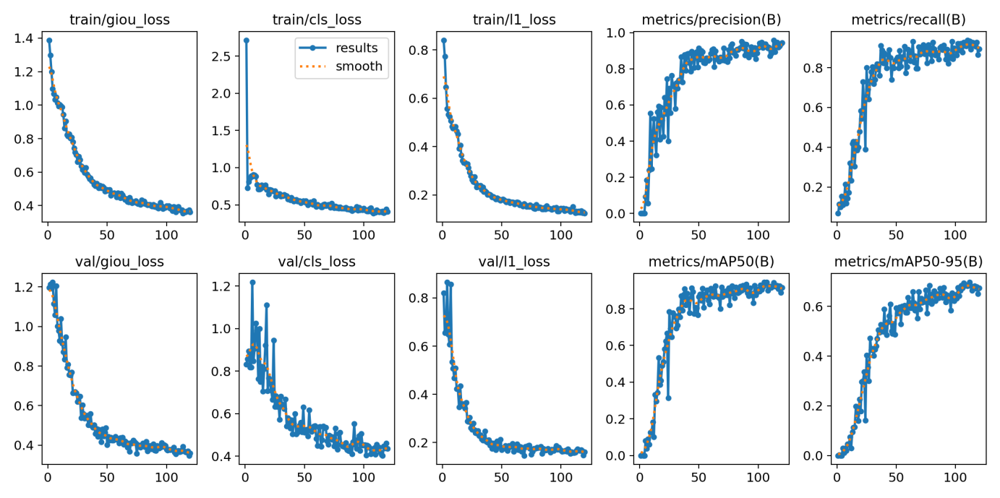 train/giou_loss
train/cls_loss
train/l1_loss
metrics/precision(B)
metrics/recall(B)
1.4
1.2
1.0
0.8
0.6
0.4
0 50 100
2.5
2.0
1.5
1.0
0.5
0 50 100
results
smooth
0.8
0.6
0.4
0.2
0 50 100
1.0
0.8
0.6
0.4
0.2
0.0
0 50 100
0.8
0.6
0.4
0.2
0 50 100
val/giou_loss
val/cls_loss
val/l1_loss
metrics/mAP50(B)
metrics/mAP50-95(B)
1.2
1.0
0.8
0.6
0.4
0 50 100
1.2
1.0
0.8
0.6
0.4
0 50 100
0.8
0.6
0.4
0.2
0 50 100
0.8
0.6
0.4
0.2
0.0
0 50 100
0.6
0.4
0.2
0.0
0 50 100